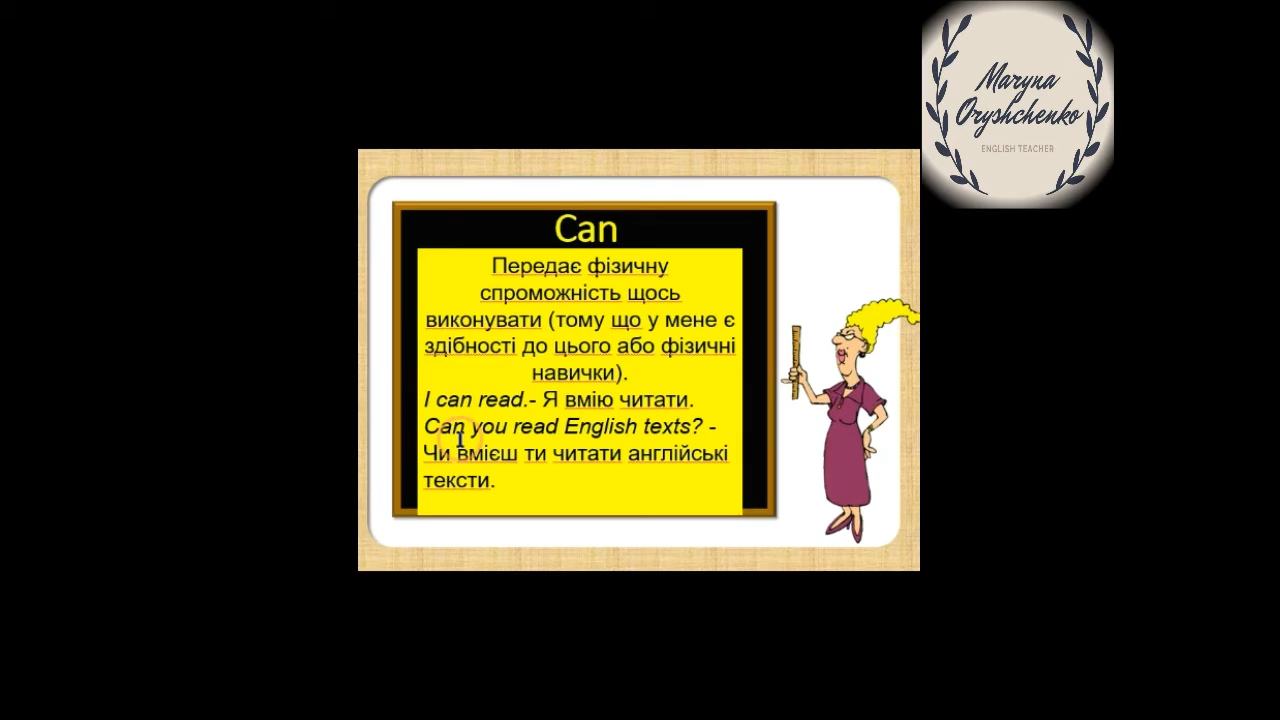 Maryna
Oryshchenko
ENGLISH TEACHER
Can
Передає фізичну
спроможність щось
виконувати (тому що у мене є
здібності до цього або фізичні
навички).
I can read.- Я вмію читати.
Can you read English texts? -
Чи вмієш ти читати англійські
тексти.